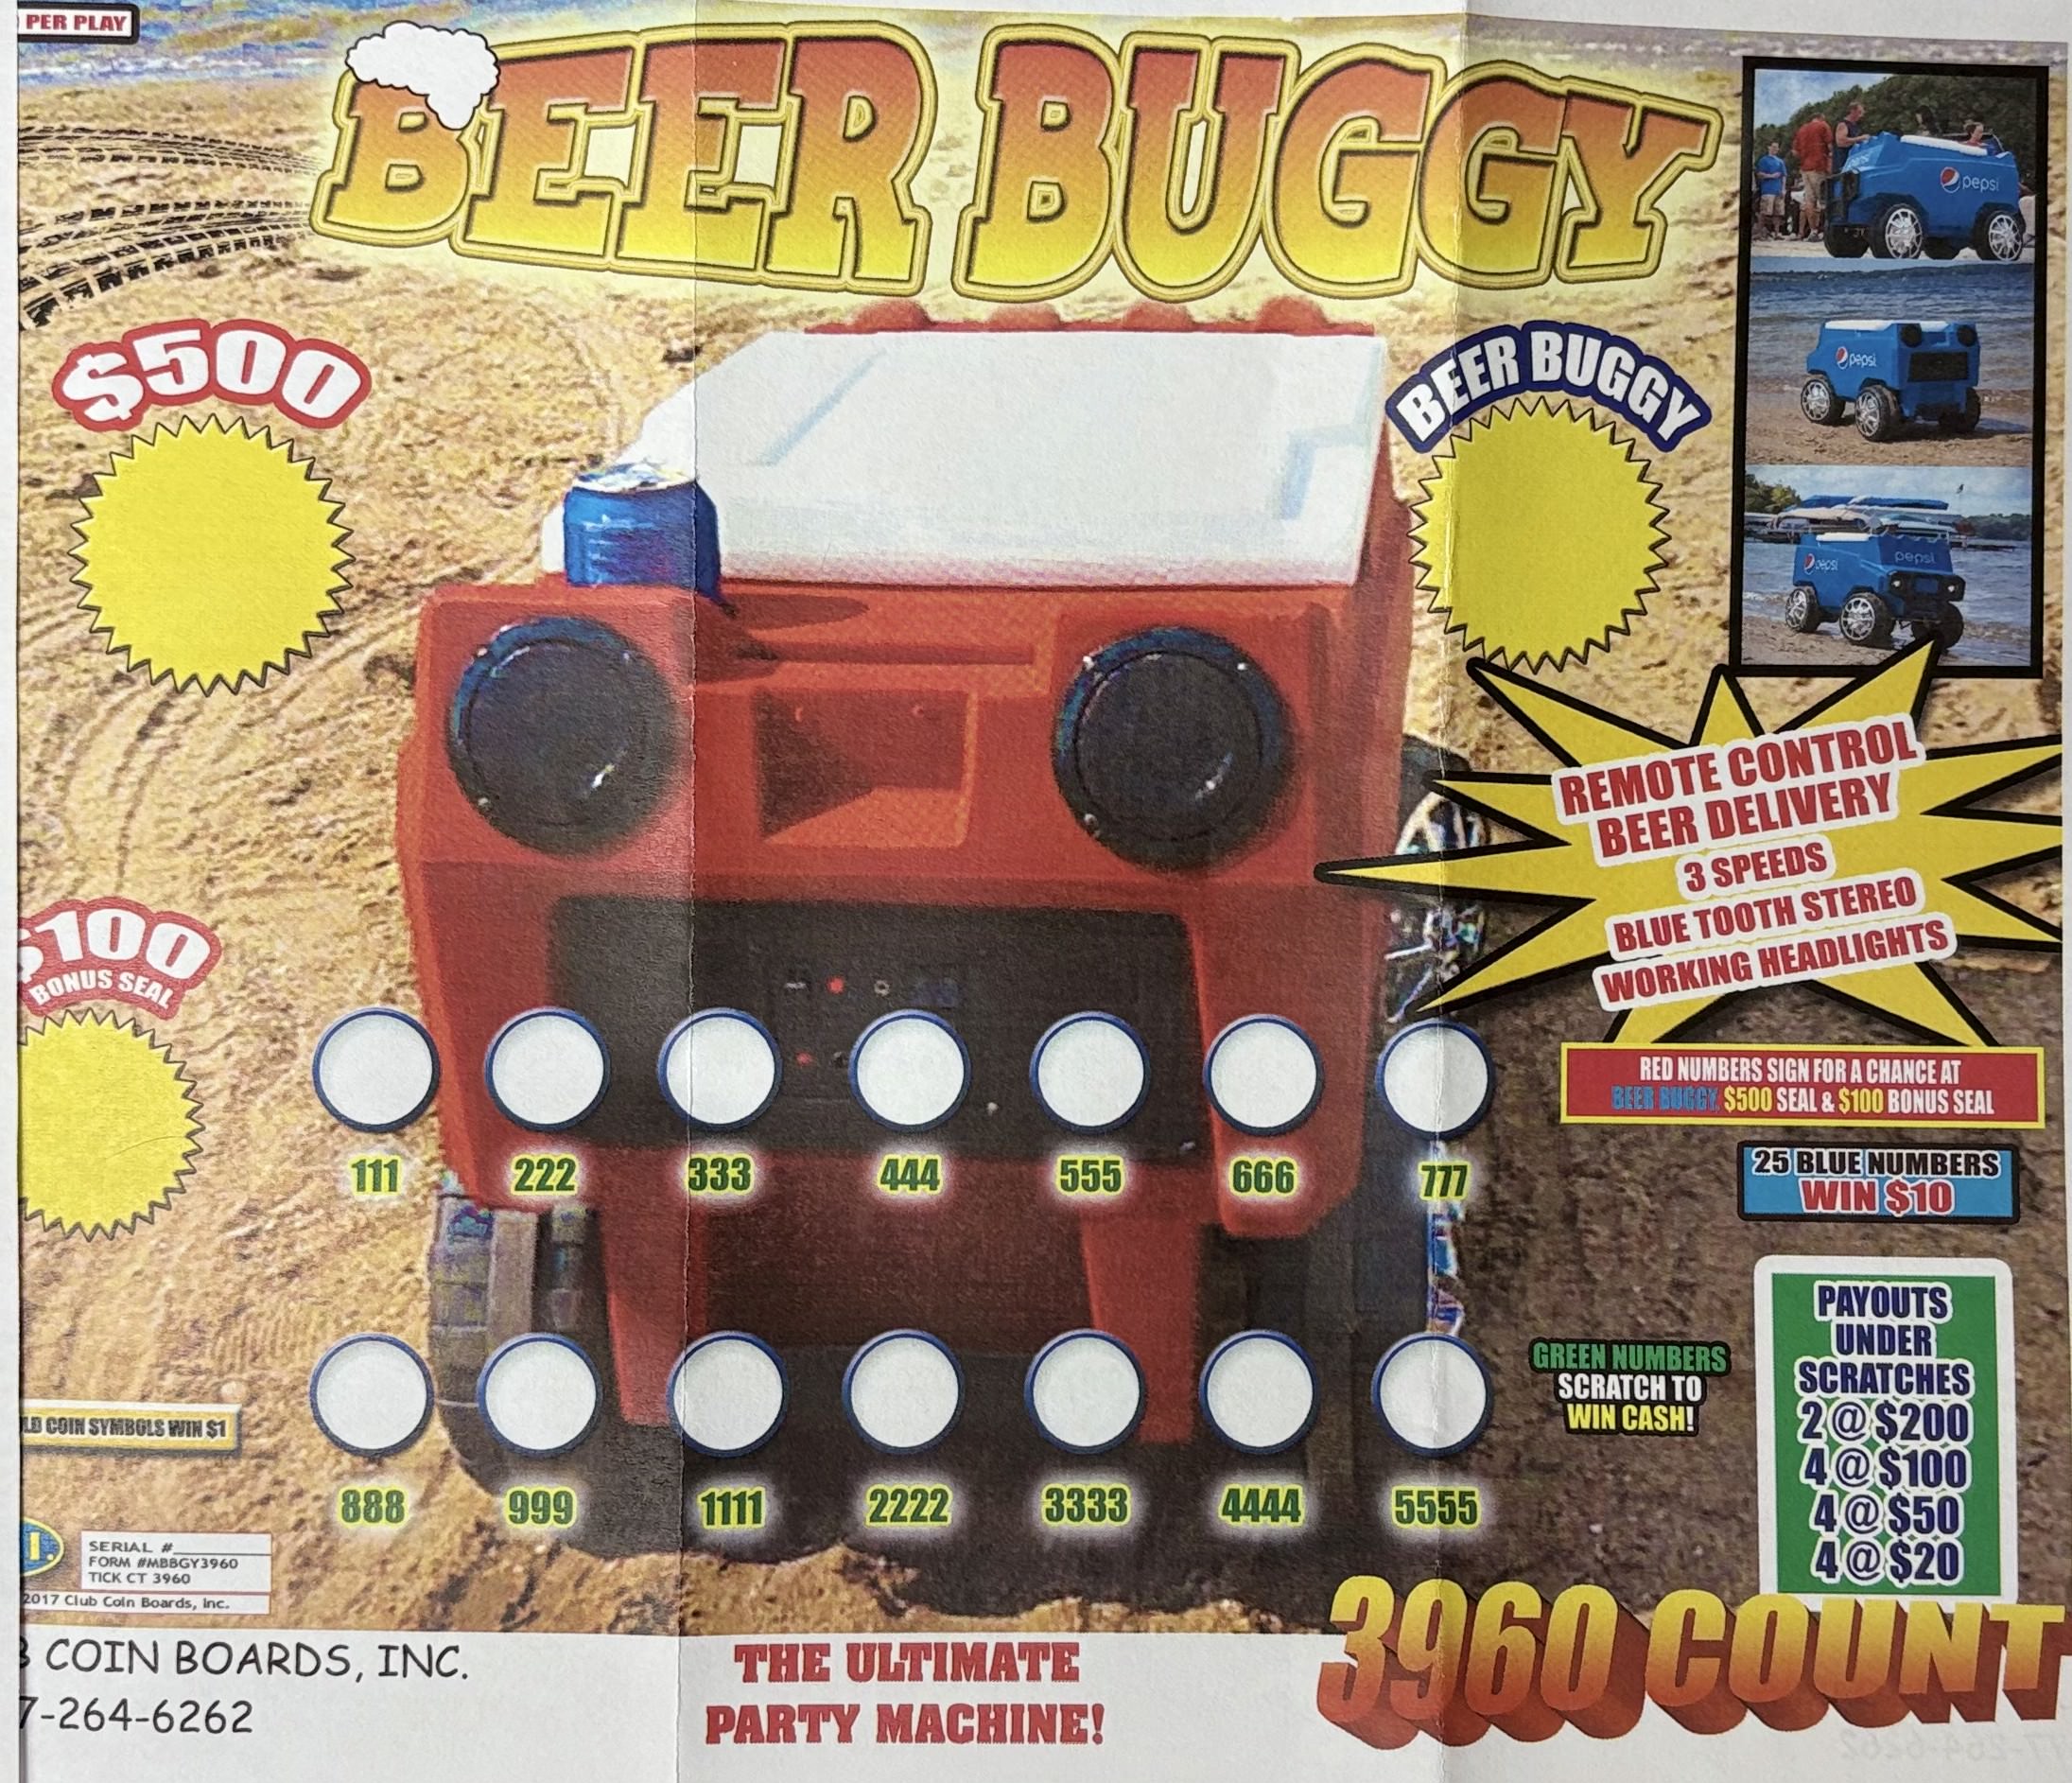 PER PLAY
BEER BUGGY
pepsi
pepsi
pepsi
pepsi
$500
BEER BUGGY
REMOTE CONTROL
BEER DELIVERY
3 SPEEDS
BLUE TOOTH STEREO
WORKING HEADLIGHTS
$100
BONUS SEAL
RED NUMBERS SIGN FOR A CHANCE AT
BEER BUGGY, $500 SEAL & $100 BONUS SEAL
111 222 333 444 555 666 777
25 BLUE NUMBERS
WIN $10
PAYOUTS
UNDER
SCRATCHES
2 @ $200
4 @ $100
4 @ $50
4 @ $20
GREEN NUMBERS
SCRATCH TO
WIN CASH!
LD COIN SYMBOLS WIN $1
888 999 1111 2222 3333 4444 5555
SERIAL #
FORM #MBBGY3960
TICK CT 3960
2017 Club Coin Boards, Inc.
3960 COUNT
COIN BOARDS, INC.
7-264-6262
THE ULTIMATE
PARTY MACHINE!